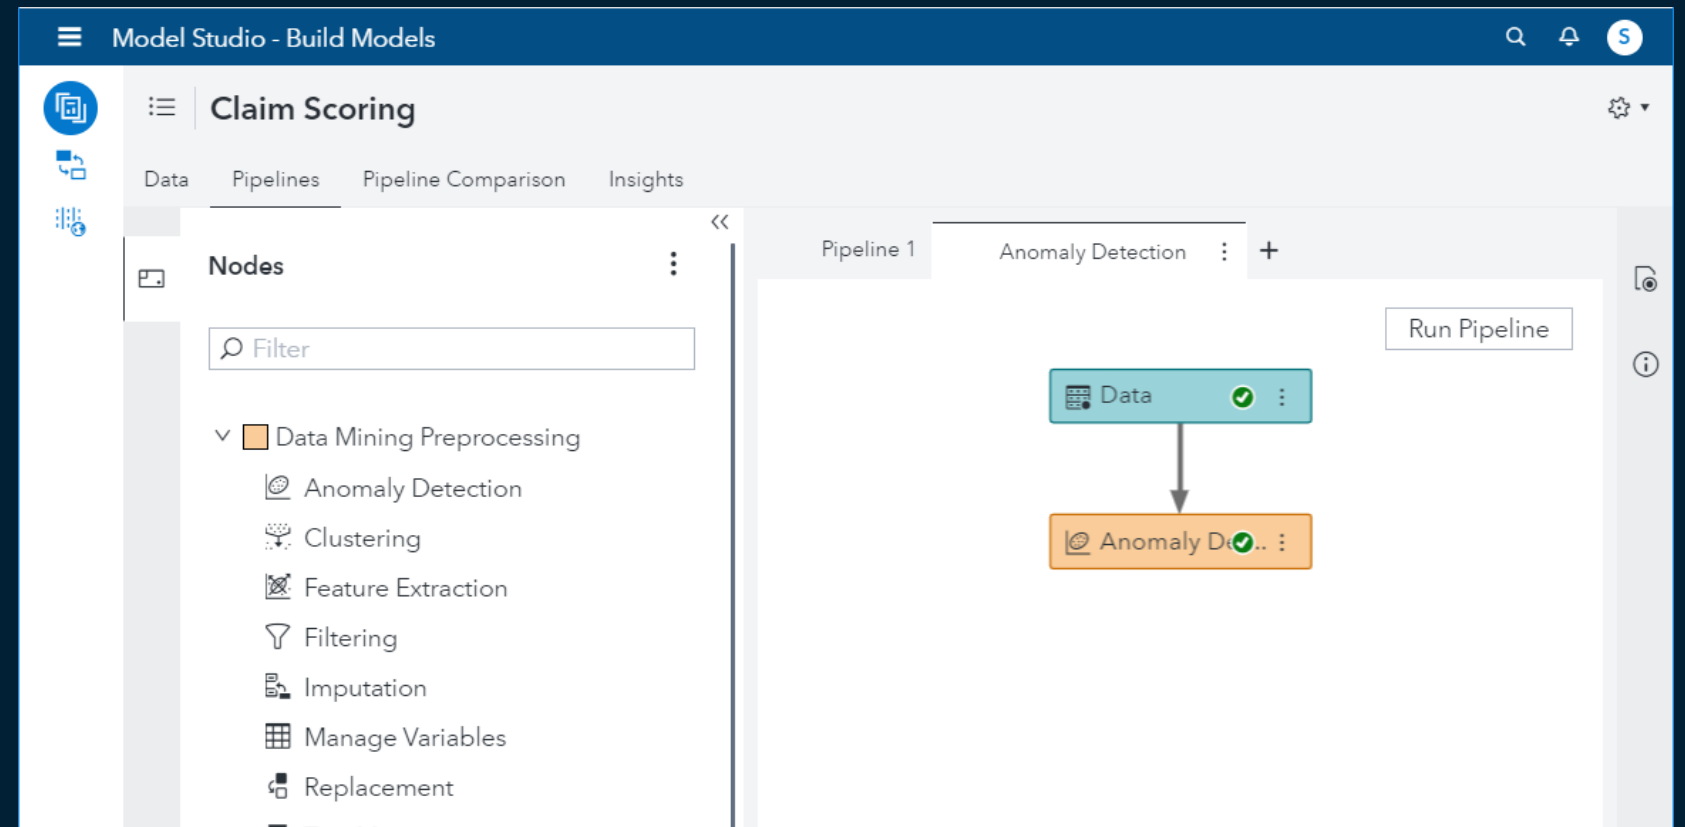 Model Studio - Build Models
S
Claim Scoring
Data Pipelines Pipeline Comparison Insights
Nodes
Filter
Data Mining Preprocessing
Anomaly Detection
Clustering
Feature Extraction
Filtering
Imputation
Manage Variables
Replacement
Pipeline 1 Anomaly Detection +
Run Pipeline
Data
Anomaly De...